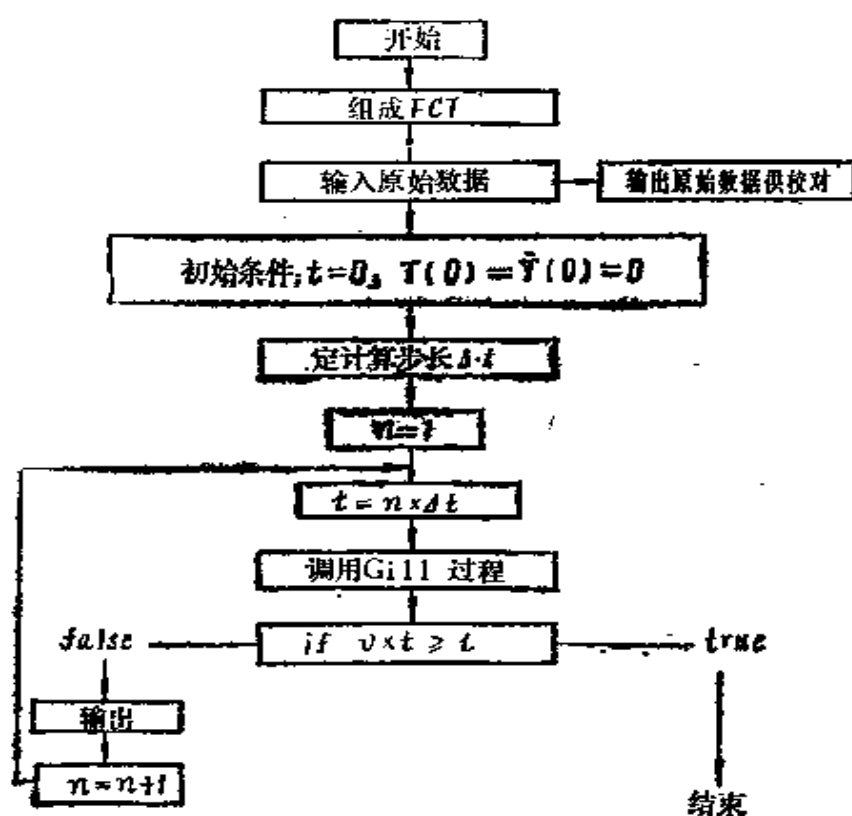 开始
组成FCT
输入原始数据
输出原始数据供校对
初始条件;t=0, T(0)=Ṫ(0)=0
定计算步长Δ·t
n=1
t=n×Δt
调用Gill 过程
if v×t≥l
false
true
输出
n=n+1
结束